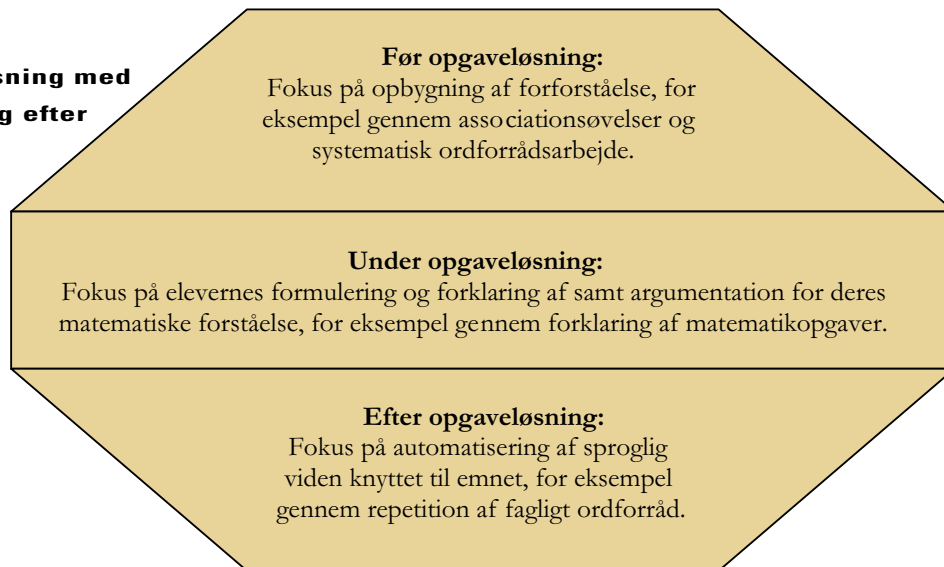 sning med
g efter
Før opgaveløsning:
Fokus på opbygning af forforståelse, for
eksempel gennem associationsøvelser og
systematisk ordforrådsarbejde.
Under opgaveløsning:
Fokus på elevernes formulering og forklaring af samt argumentation for deres
matematiske forståelse, for eksempel gennem forklaring af matematikopgaver.
Efter opgaveløsning:
Fokus på automatisering af sproglig
viden knyttet til emnet, for eksempel
gennem repetition af fagligt ordforråd.